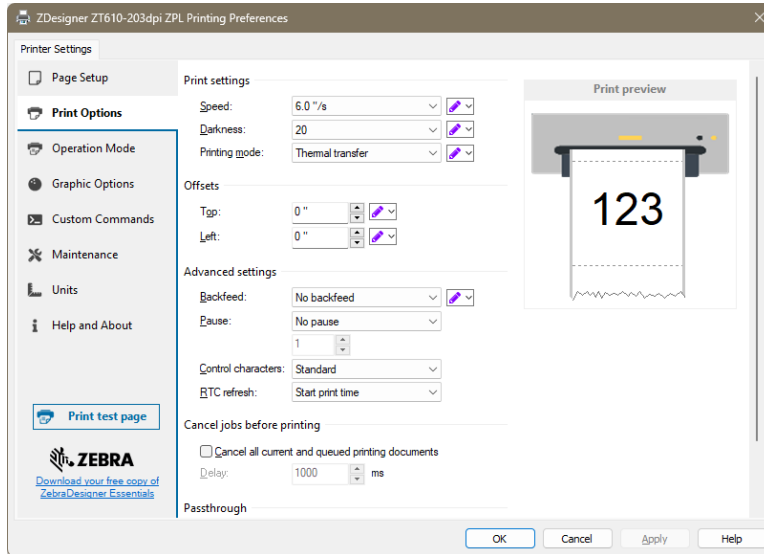 ZDesigner ZT610-203dpi ZPL Printing Preferences
Printer Settings
Page Setup
Print Options
Operation Mode
Graphic Options
Custom Commands
Maintenance
Units
Help and About
Print test page
ZEBRA
Download your free copy of
ZebraDesigner Essentials
Print settings
Speed: 6.0 "/s
Darkness: 20
Printing mode: Thermal transfer
Offsets
Top: 0 "
Left: 0 "
Advanced settings
Backfeed: No backfeed
Pause: No pause
1
Control characters: Standard
RTC refresh: Start print time
Cancel jobs before printing
Cancel all current and queued printing documents
Delay: 1000 ms
Passthrough
Print preview
123
OK Cancel Apply Help